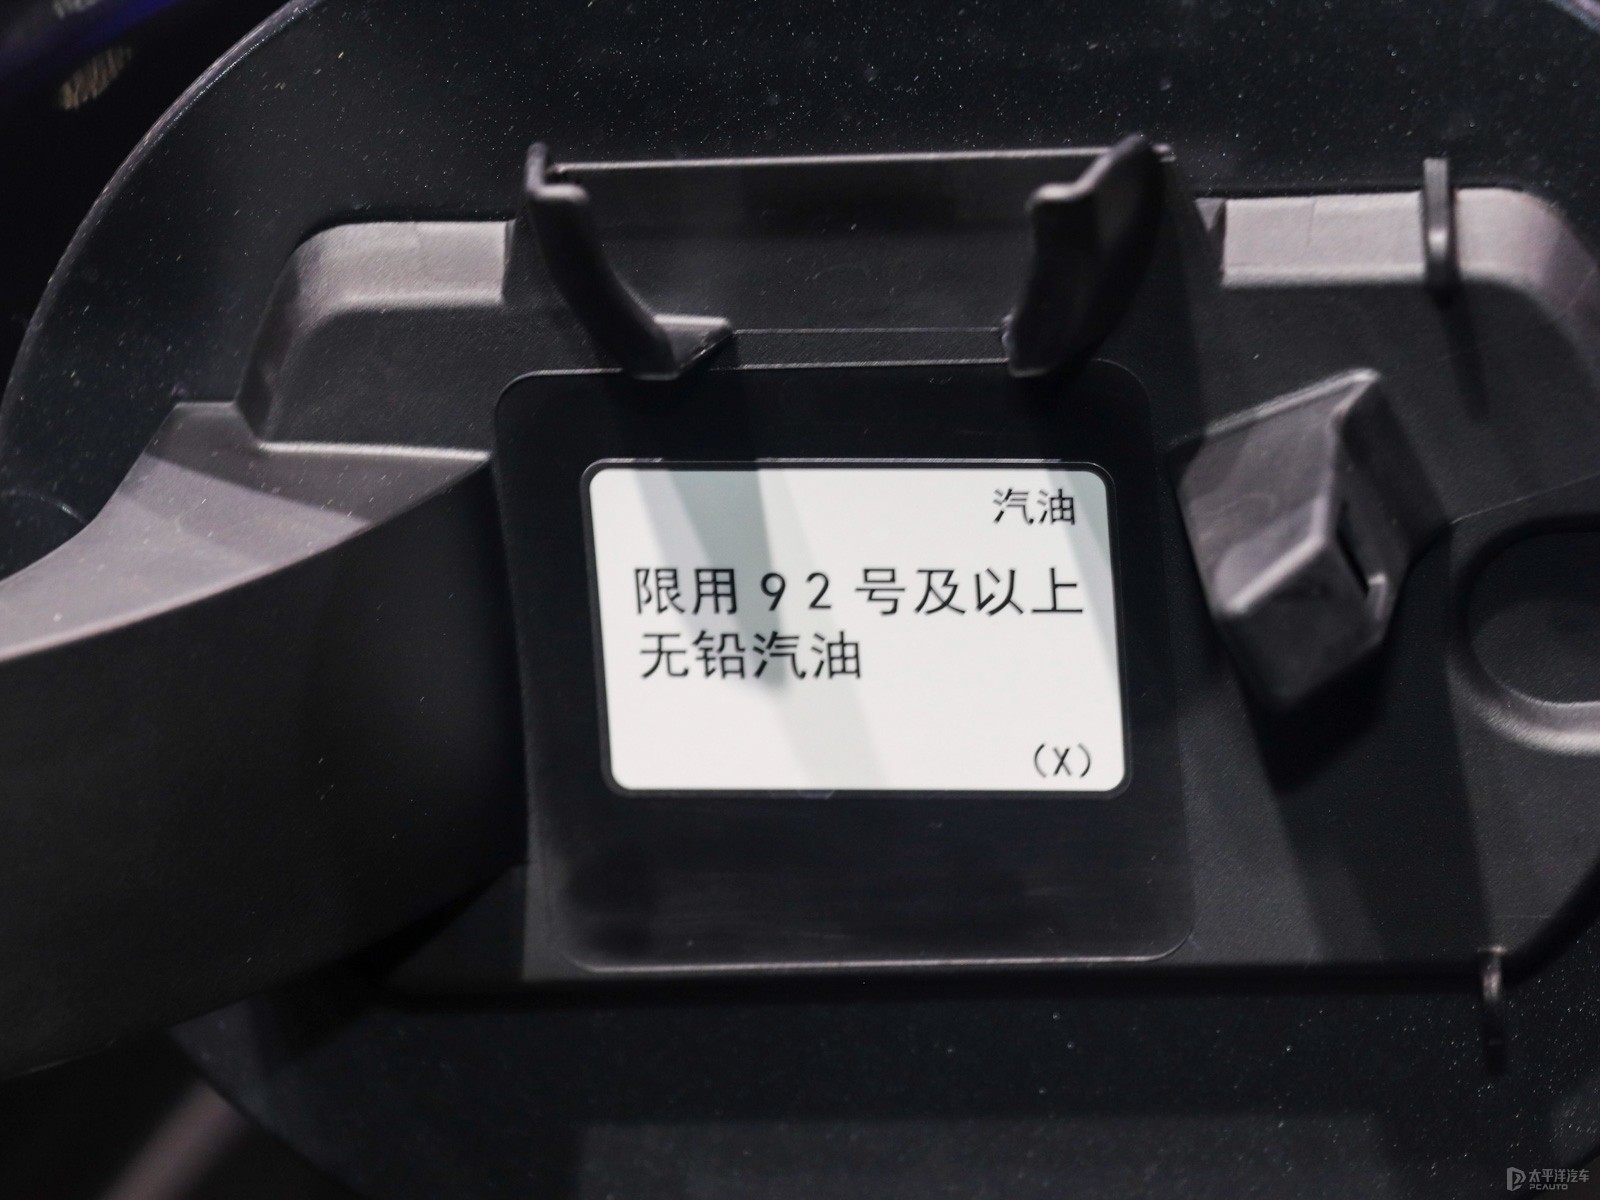 汽油
限用92号及以上
无铅汽油
(X)
太平洋汽车
PCAUTO